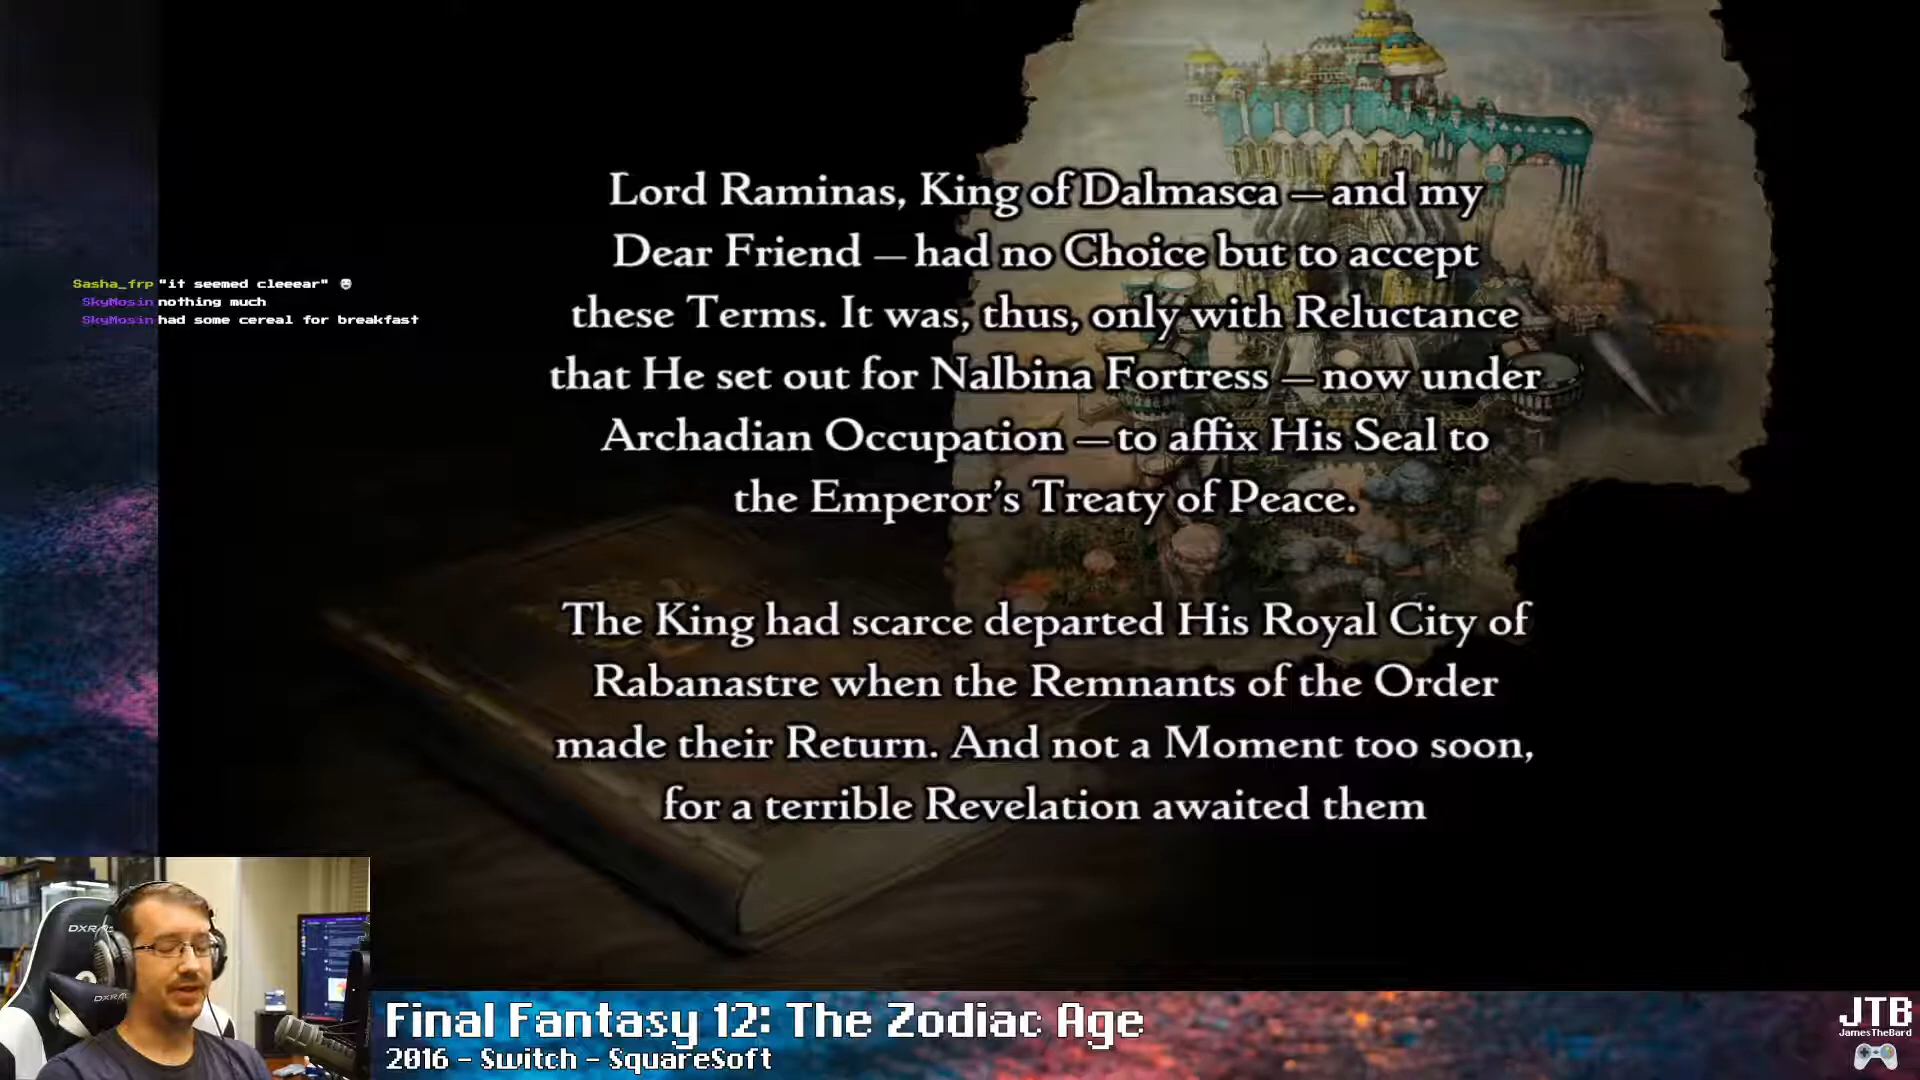 Lord Raminas, King of Dalmasca — and my
Dear Friend — had no Choice but to accept
these Terms. It was, thus, only with Reluctance
that He set out for Nalbina Fortress — now under
Archadian Occupation — to affix His Seal to
the Emperor's Treaty of Peace.
The King had scarce departed His Royal City of
Rabanastre when the Remnants of the Order
made their Return. And not a Moment too soon,
for a terrible Revelation awaited them
Sasha_frp "it seemed cleeear"
SkyMosin nothing much
SkyMosin had some cereal for breakfast
Final Fantasy 12: The Zodiac Age
2016 - Switch - SquareSoft
JTB
JamesTheBard